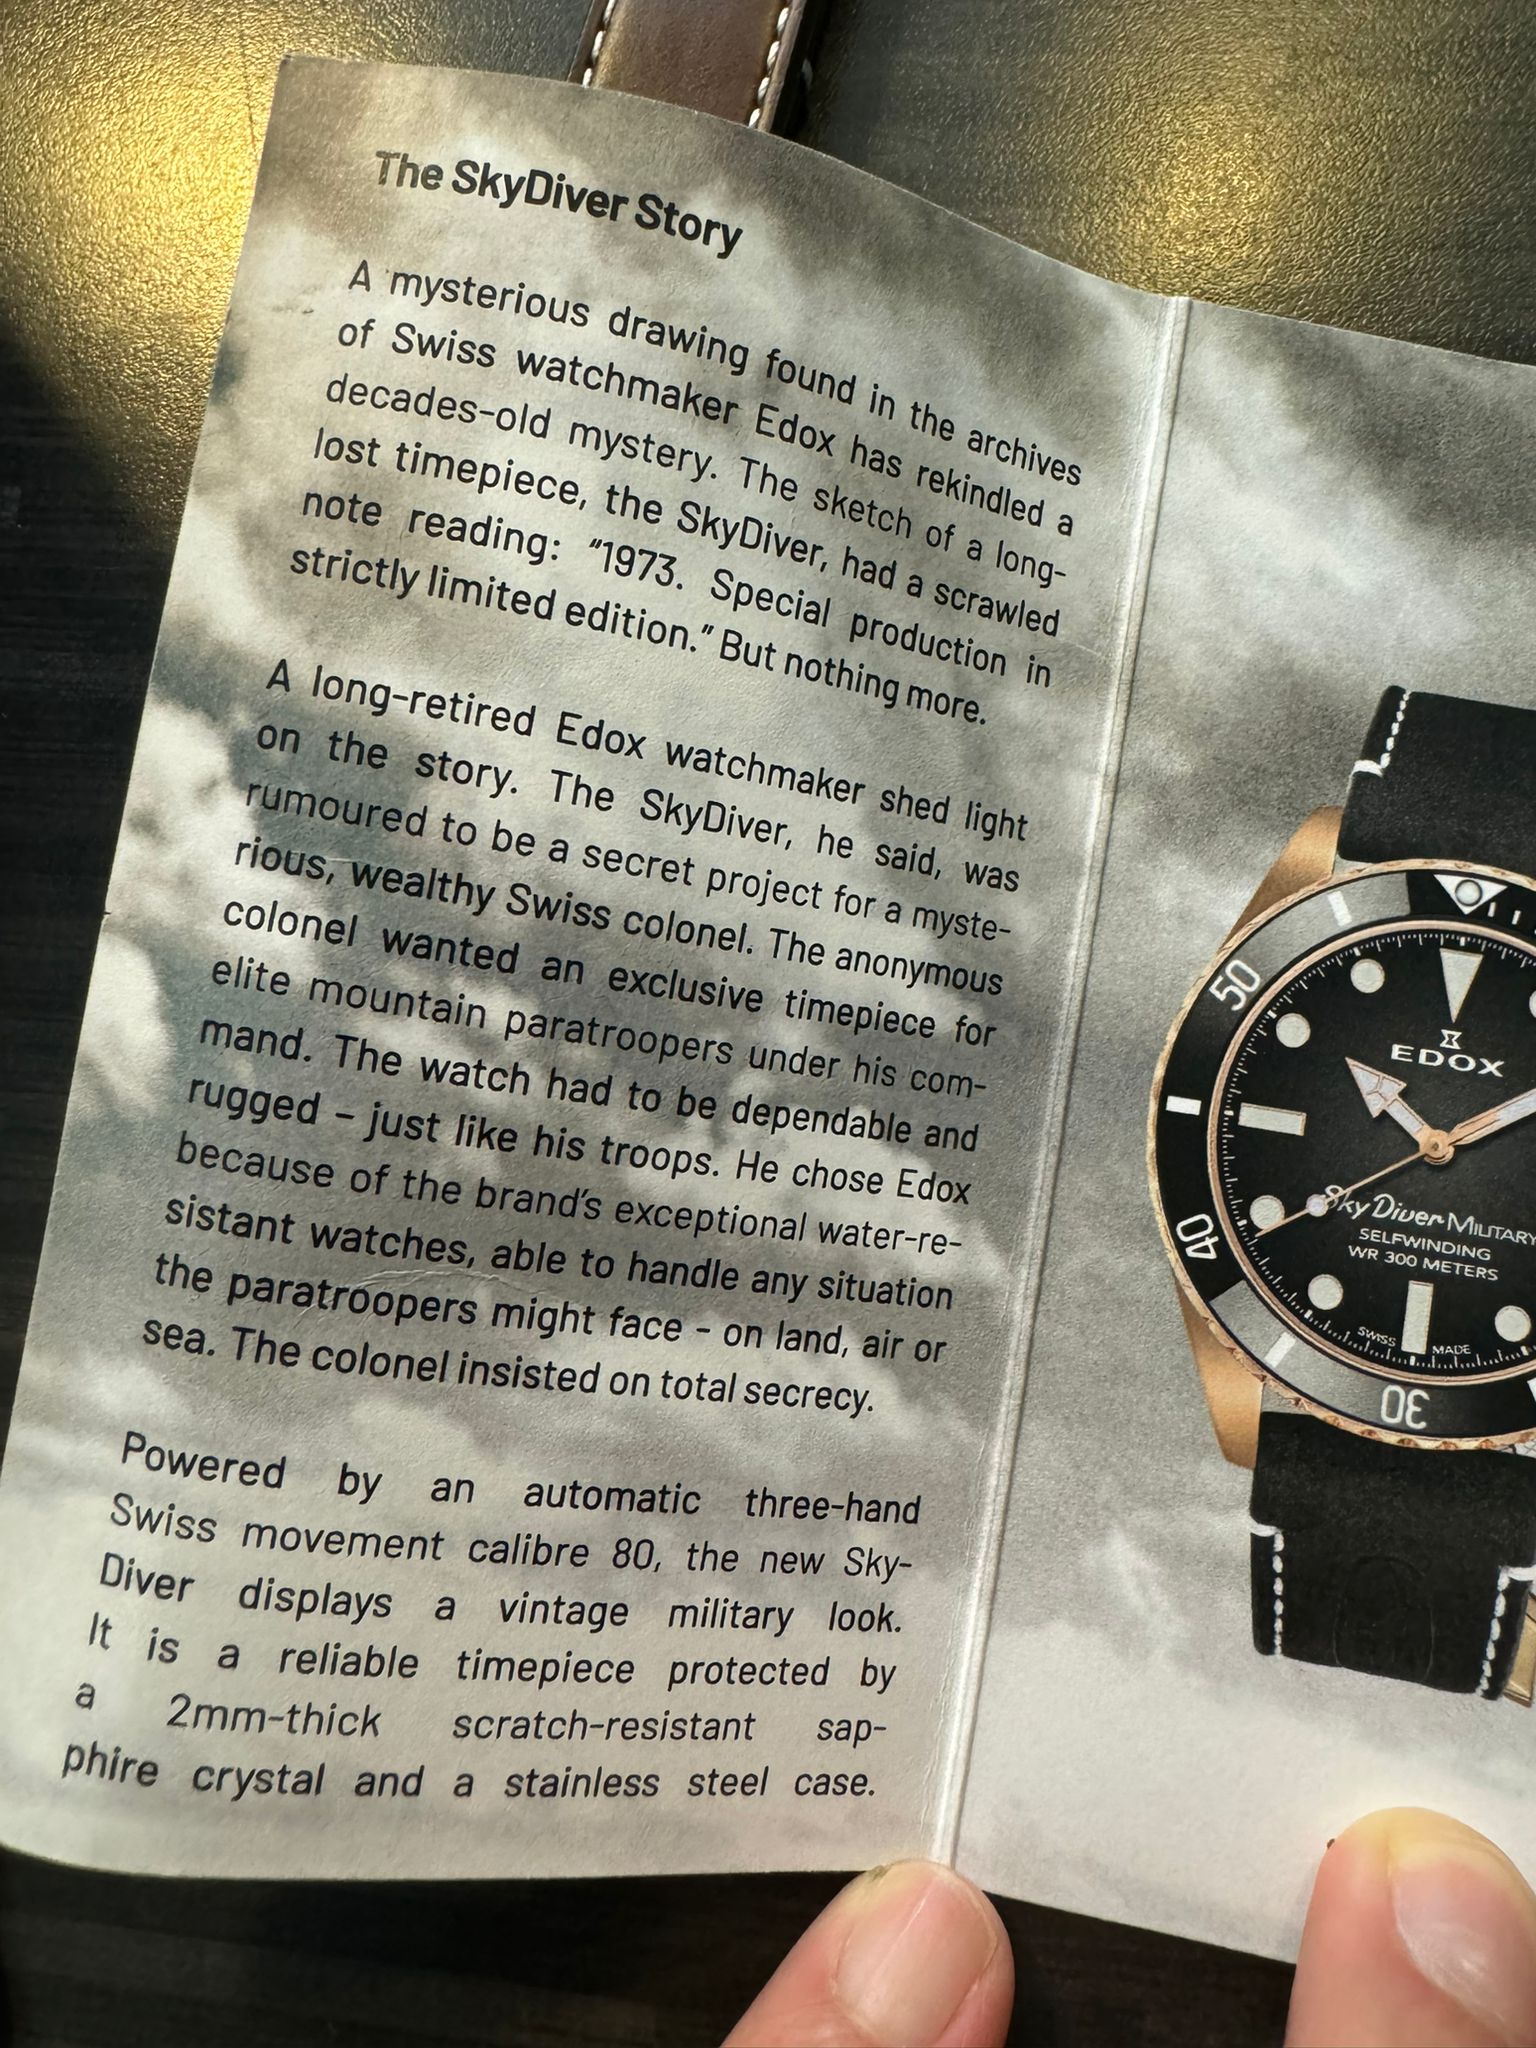 The SkyDiver Story
A mysterious drawing found in the archives
of Swiss watchmaker Edox has rekindled a
decades-old mystery. The sketch of a long-
lost timepiece, the SkyDiver, had a scrawled
note reading: "1973. Special production in
strictly limited edition." But nothing more.
A long-retired Edox watchmaker shed light
on the story. The SkyDiver, he said, was
rumoured to be a secret project for a myste-
rious, wealthy Swiss colonel. The anonymous
colonel wanted an exclusive timepiece for
elite mountain paratroopers under his com-
mand. The watch had to be dependable and
rugged – just like his troops. He chose Edox
because of the brand's exceptional water-re-
sistant watches, able to handle any situation
the paratroopers might face - on land, air or
sea. The colonel insisted on total secrecy.
Powered by an automatic three-hand
Swiss movement calibre 80, the new Sky-
Diver displays a vintage military look.
It is a reliable timepiece protected by
a 2mm-thick scratch-resistant sap-
phire crystal and a stainless steel case.
50
EDOX
40
SkyDiver MILITARY
SELFWINDING
WR 300 METERS
SWISS MADE
30